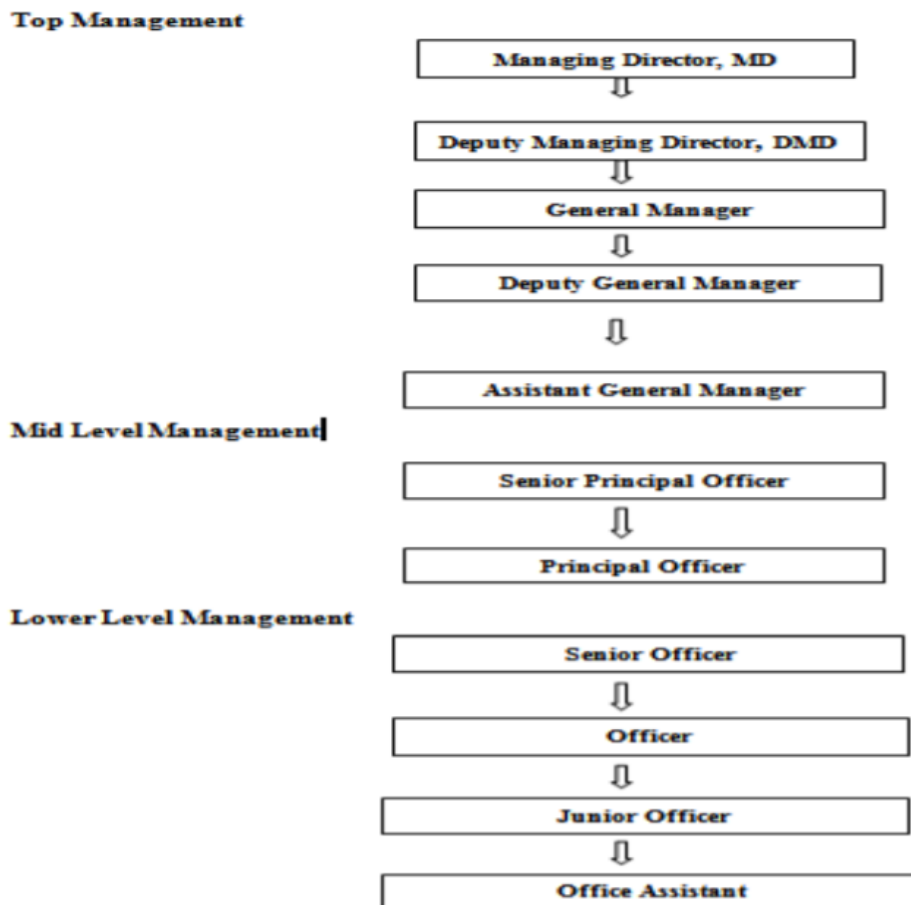 Top Management
Managing Director, MD
Deputy Managing Director, DMD
General Manager
Deputy General Manager
Assistant General Manager
Mid Level Management
Senior Principal Officer
Principal Officer
Lower Level Management
Senior Officer
Officer
Junior Officer
Office Assistant